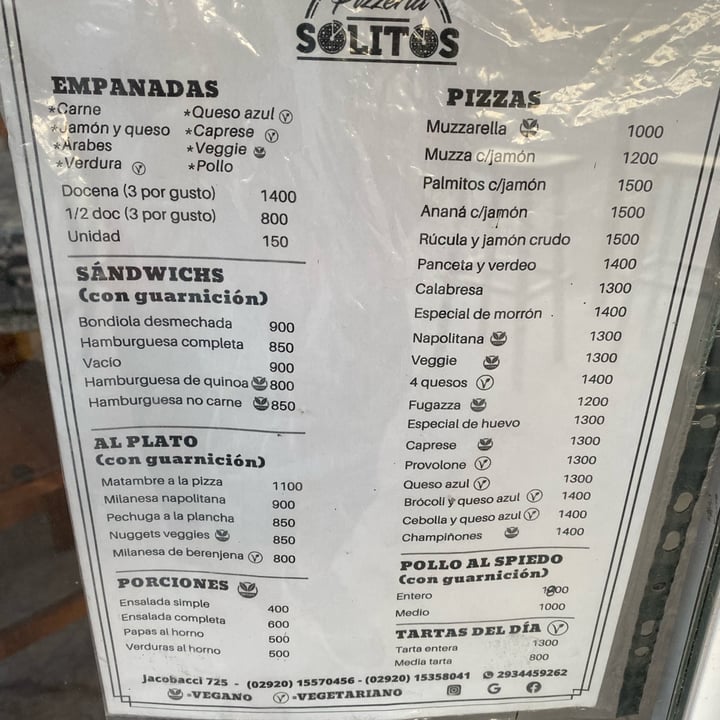 Pizzería
SOLITOS
EMPANADAS
*Carne
*Jamón y queso
*Árabes
*Verdura
*Queso azul
*Caprese
*Veggie
*Pollo
Docena (3 por gusto) 1400
1/2 doc (3 por gusto) 800
Unidad 150
SÁNDWICHS
(con guarnición)
Bondiola desmechada 900
Hamburguesa completa 850
Vacío 900
Hamburguesa de quinoa 800
Hamburguesa no carne 850
AL PLATO
(con guarnición)
Matambre a la pizza 1100
Milanesa napolitana 900
Pechuga a la plancha 850
Nuggets veggies 850
Milanesa de berenjena 800
PORCIONES
Ensalada simple 400
Ensalada completa 600
Papas al horno 500
Verduras al horno 500
PIZZAS
Muzzarella 1000
Muzza c/jamón 1200
Palmitos c/jamón 1500
Ananá c/jamón 1500
Rúcula y jamón crudo 1500
Panceta y verdeo 1400
Calabresa 1300
Especial de morrón 1400
Napolitana 1300
Veggie 1300
4 quesos 1400
Fugazza 1200
Especial de huevo 1300
Caprese 1300
Provolone 1300
Queso azul 1300
Brócoli y queso azul 1400
Cebolla y queso azul 1400
Champiñones 1400
POLLO AL SPIEDO
(con guarnición)
Entero 1800
Medio 1000
TARTAS DEL DÍA
Tarta entera 1300
Media tarta 800
Jacobacci 725 - (02920) 15570456 - (02920) 15358041 2934459262
=VEGANO =VEGETARIANO